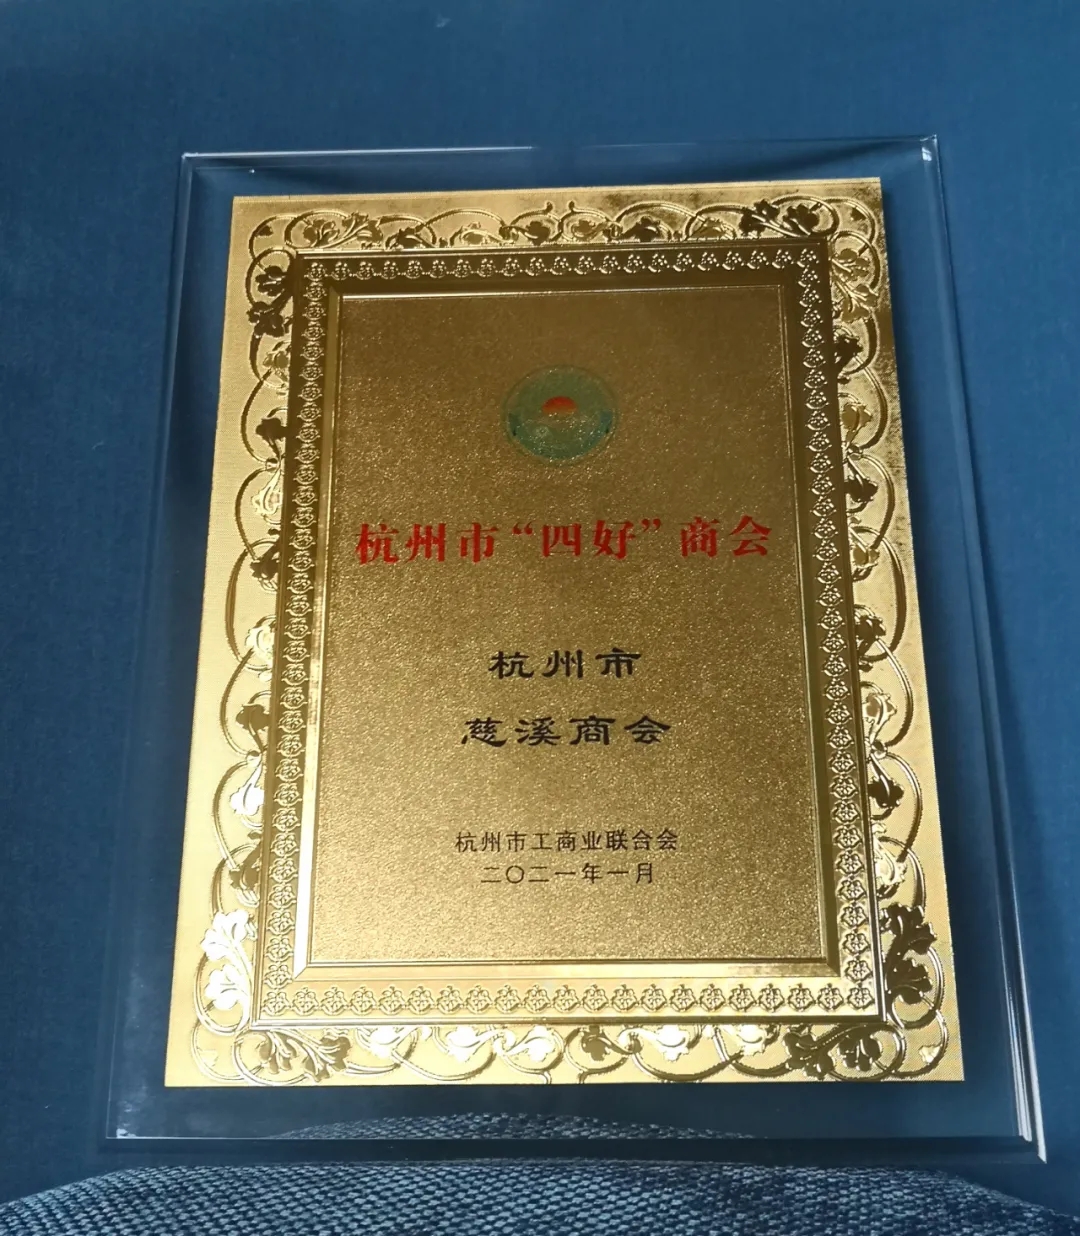 杭州市“四好”商会
杭州市
慈溪商会
杭州市工商业联合会
二〇二一年一月